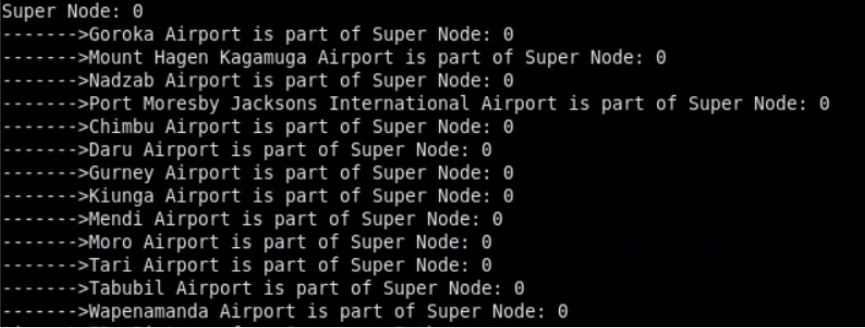 Super Node: 0
------->Goroka Airport is part of Super Node: 0
------->Mount Hagen Kagamuga Airport is part of Super Node: 0
------->Nadzab Airport is part of Super Node: 0
------->Port Moresby Jacksons International Airport is part of Super Node: 0
------->Chimbu Airport is part of Super Node: 0
------->Daru Airport is part of Super Node: 0
------->Gurney Airport is part of Super Node: 0
------->Kiunga Airport is part of Super Node: 0
------->Mendi Airport is part of Super Node: 0
------->Moro Airport is part of Super Node: 0
------->Tari Airport is part of Super Node: 0
------->Tabubil Airport is part of Super Node: 0
------->Wapenamanda Airport is part of Super Node: 0